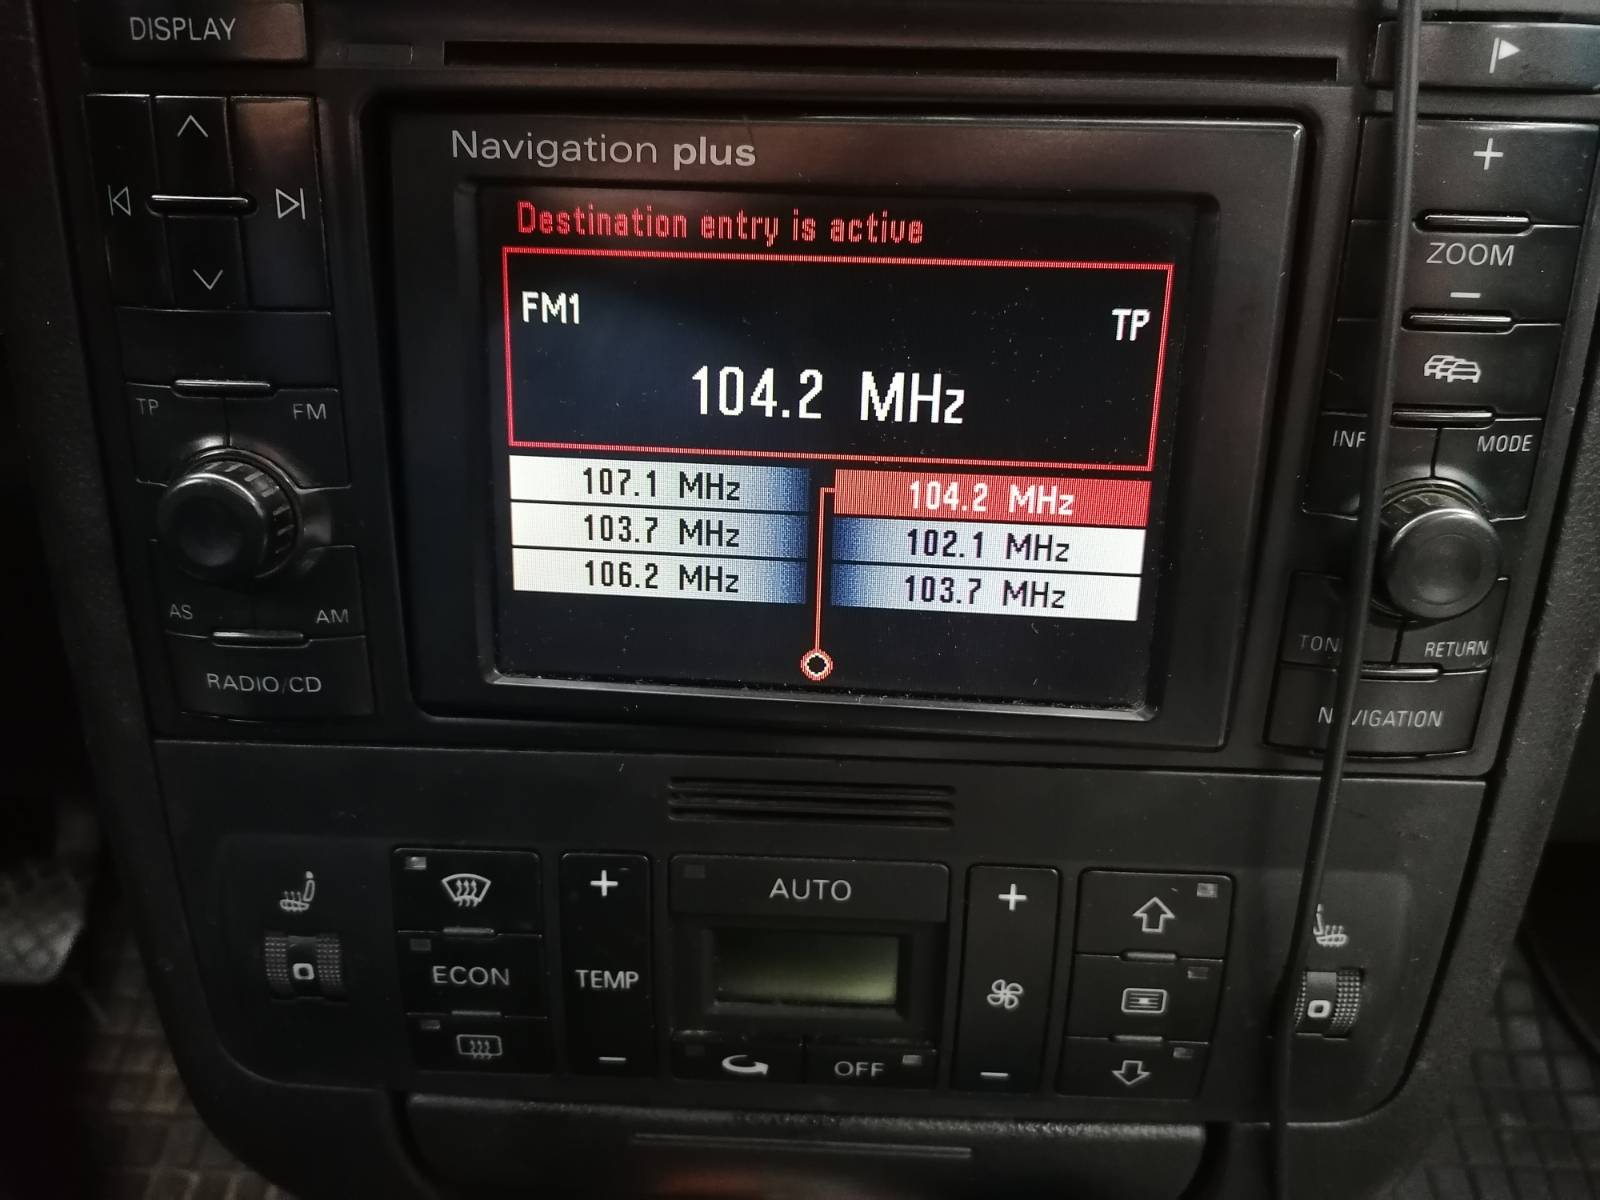 DISPLAY
Navigation plus
Destination entry is active
FM1
TP
104.2 MHz
107.1 MHz
104.2 MHz
103.7 MHz
102.1 MHz
106.2 MHz
103.7 MHz
ZOOM
TP
FM
INF
MODE
AS
AM
TON
RETURN
RADIO/CD
N VIGATION
AUTO
ECON
TEMP
OFF